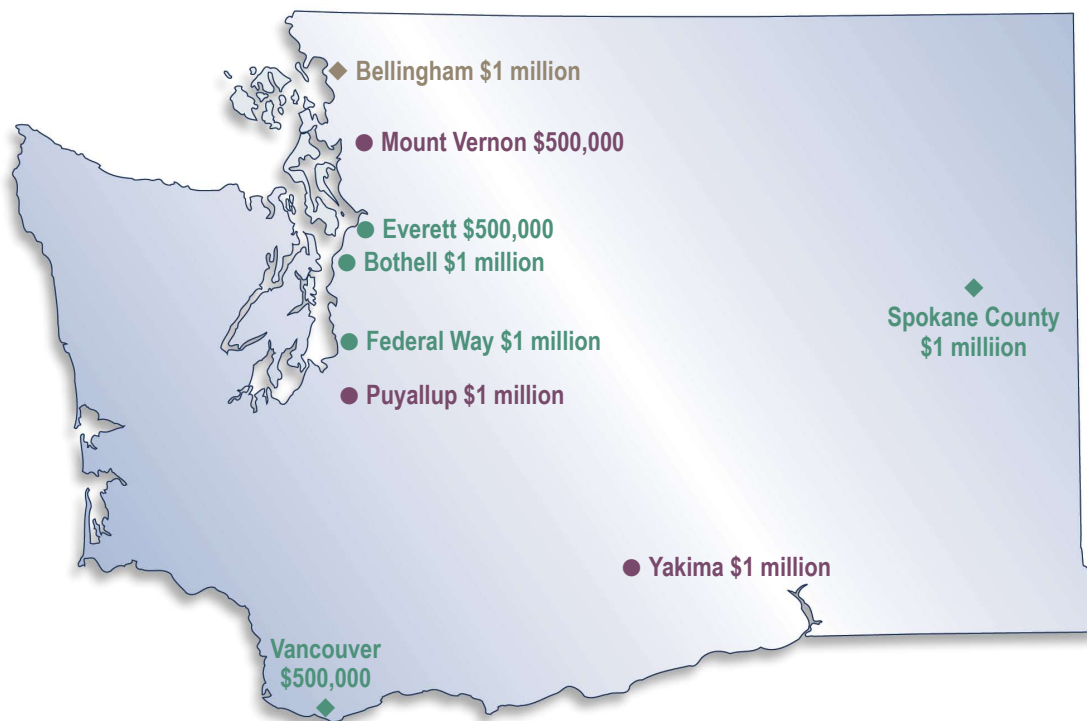 Bellingham $1 million
Mount Vernon $500,000
Everett $500,000
Bothell $1 million
Federal Way $1 million
Spokane County
$1 milliion
Puyallup $1 million
Yakima $1 million
Vancouver
$500,000